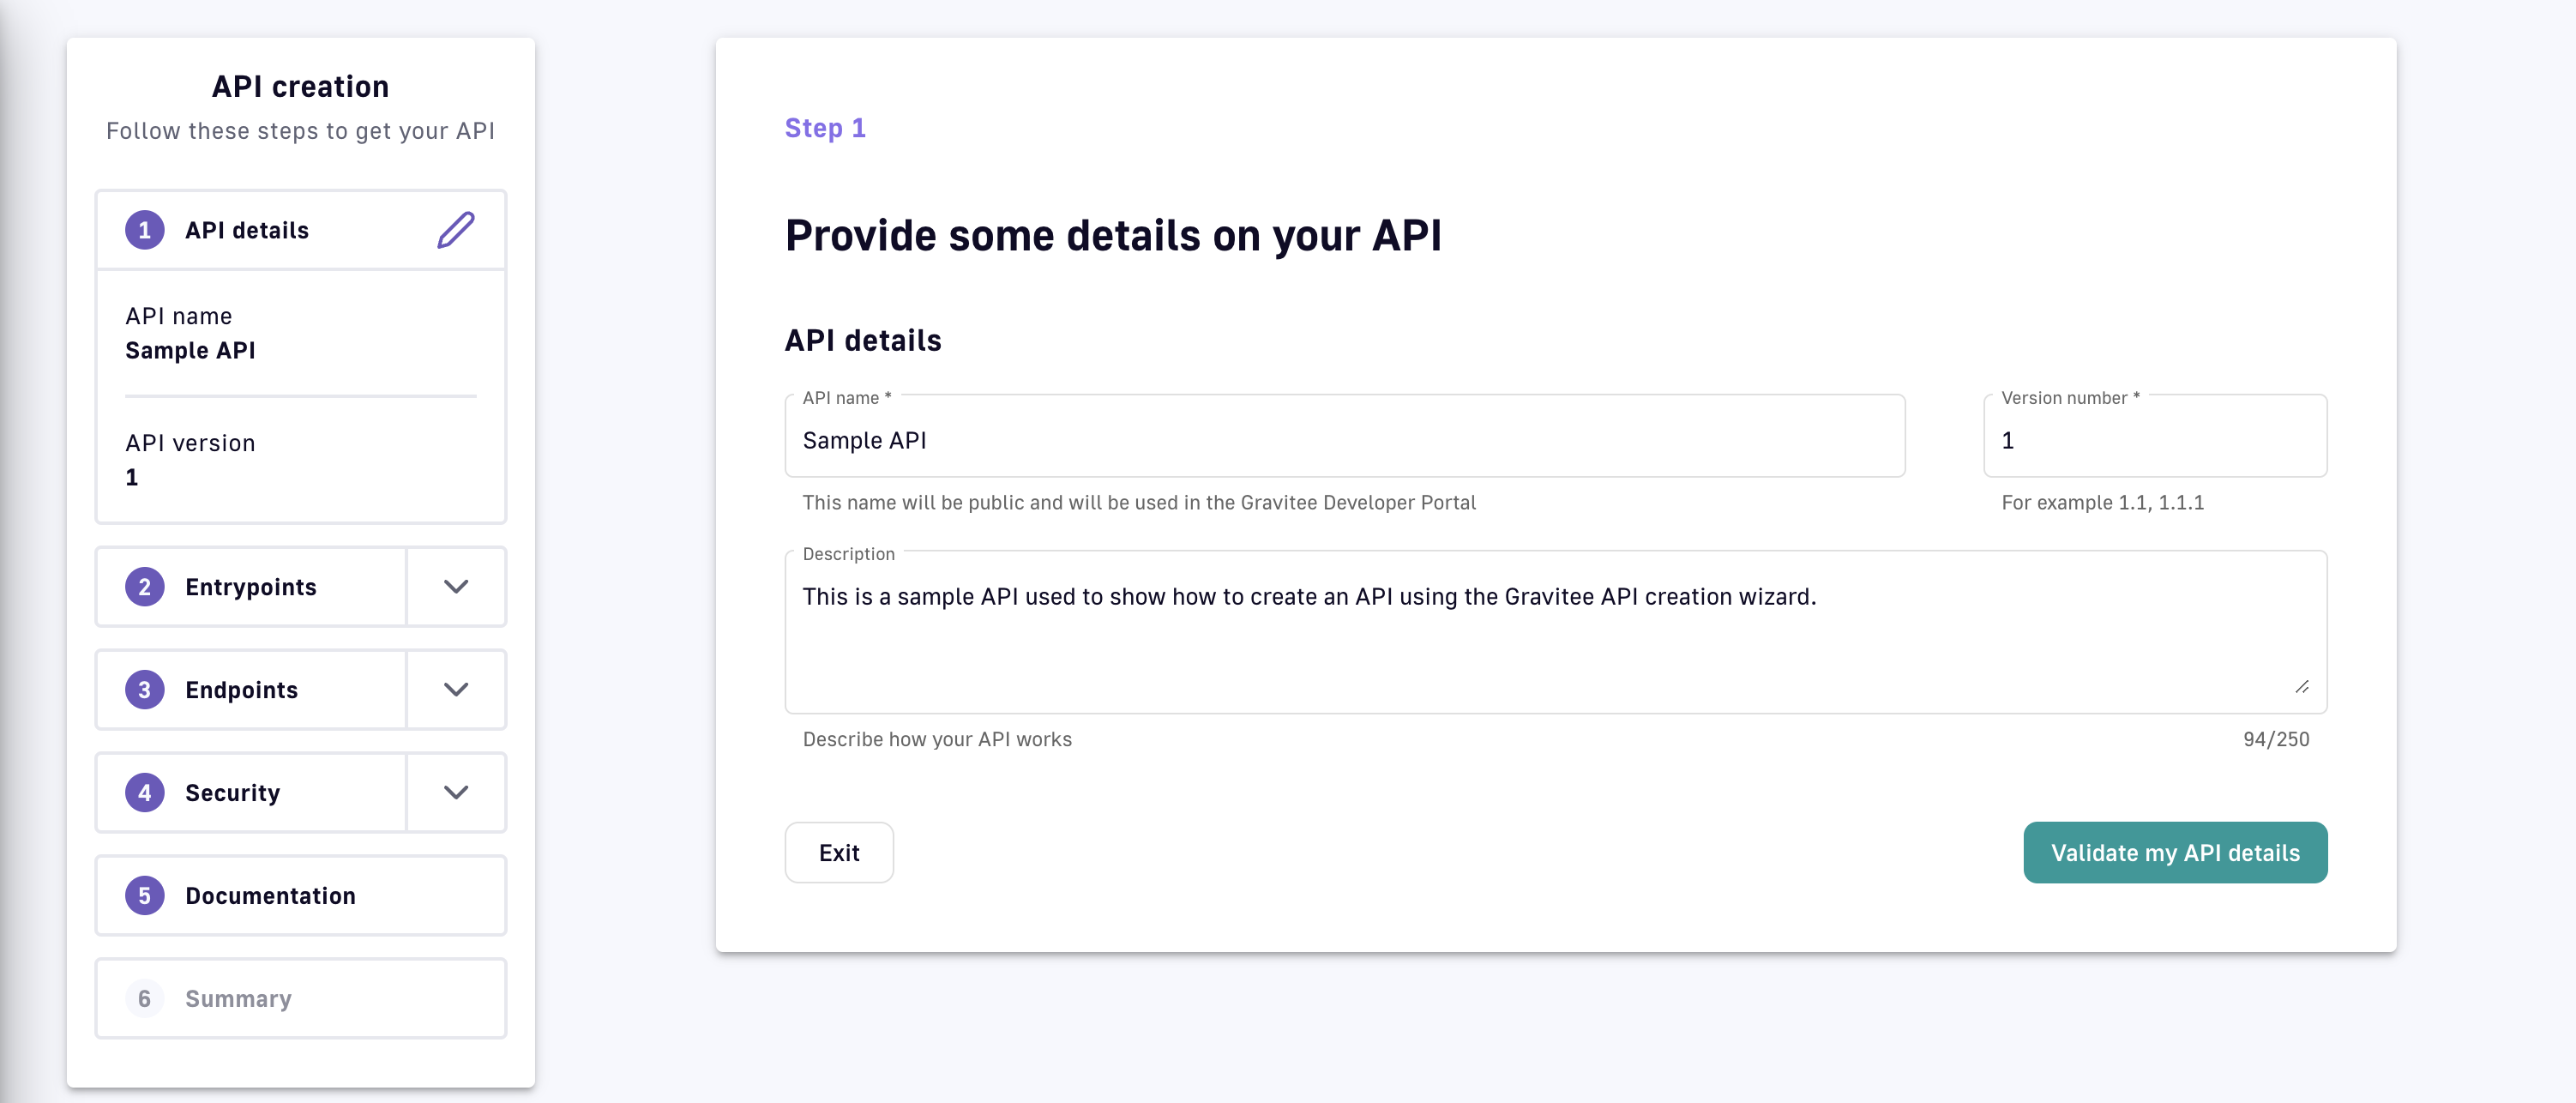 API creation
Follow these steps to get your API
1 API details
API name
Sample API
API version
1
2 Entrypoints
3 Endpoints
4 Security
5 Documentation
6 Summary
Step 1
Provide some details on your API
API details
API name *
Sample API
This name will be public and will be used in the Gravitee Developer Portal
Version number *
1
For example 1.1, 1.1.1
Description
This is a sample API used to show how to create an API using the Gravitee API creation wizard.
Describe how your API works
94/250
Exit
Validate my API details